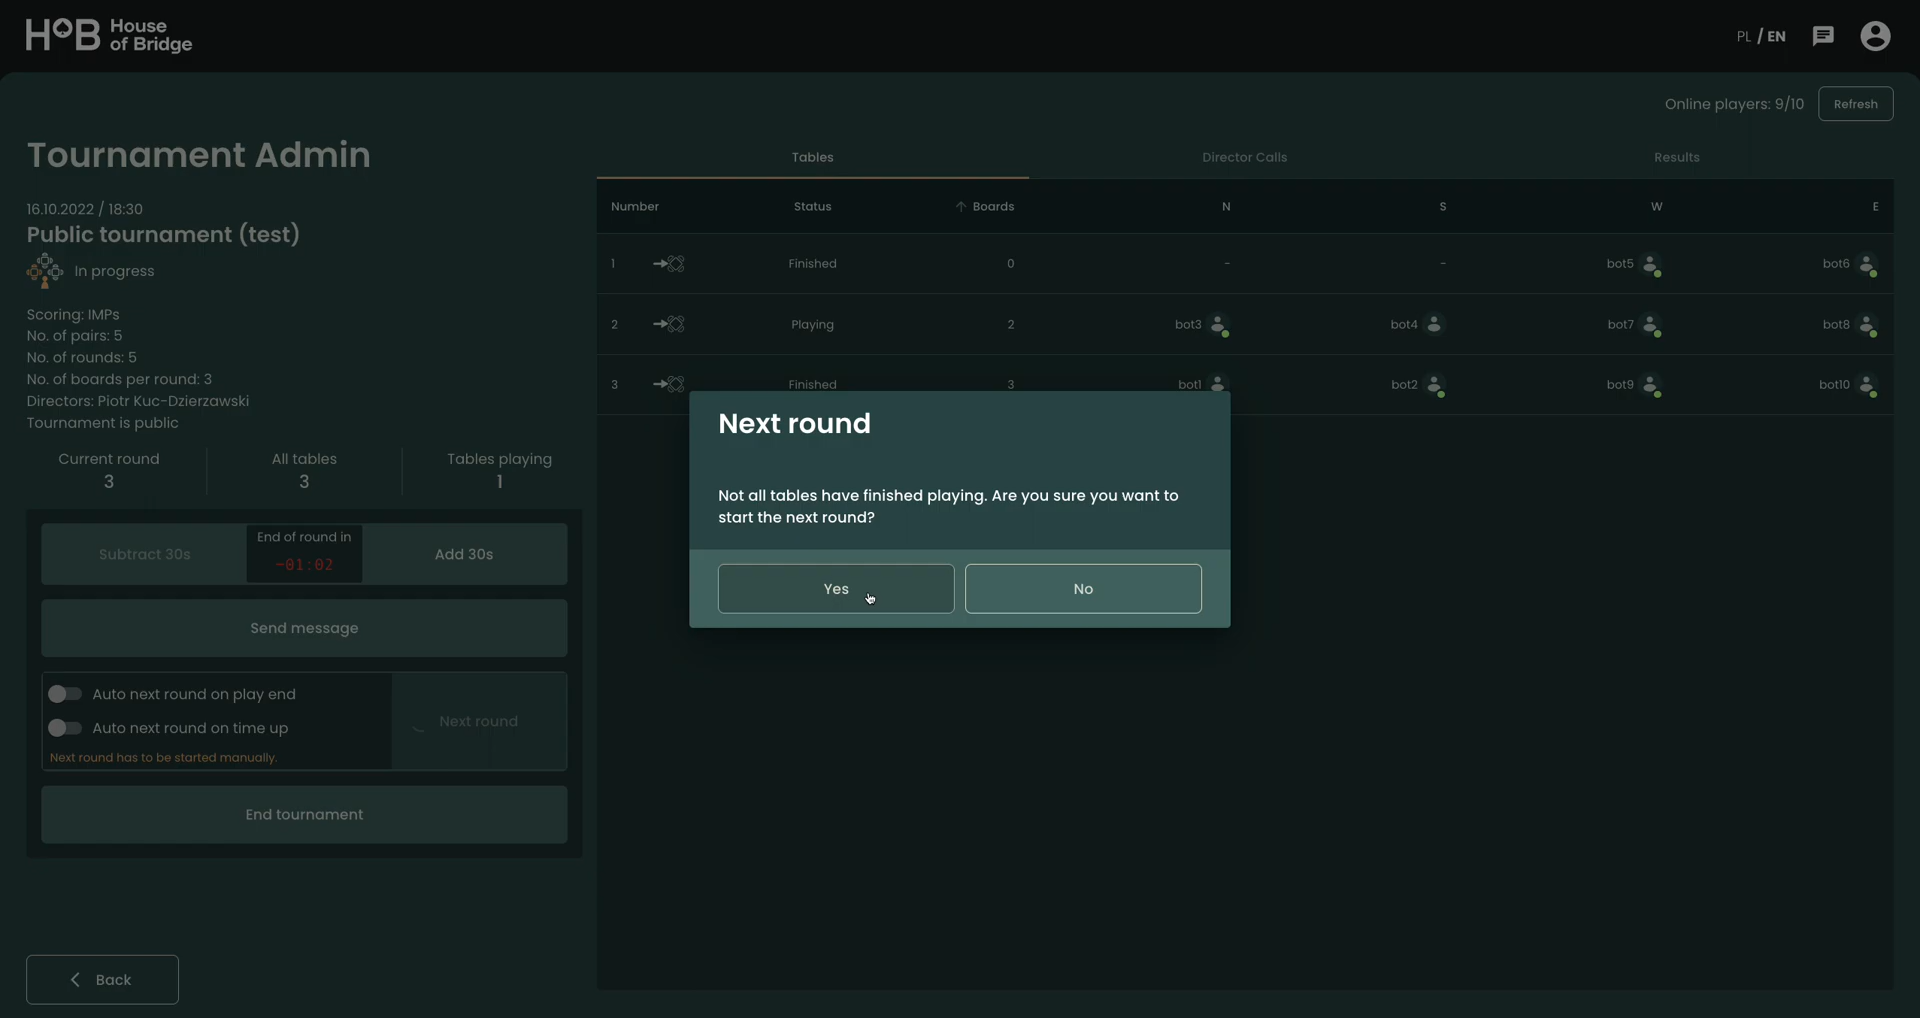 HOB House of Bridge
PL / EN
Online players: 9/10
Refresh
Tournament Admin
16.10.2022 / 18:30
Public tournament (test)
In progress
Scoring: IMPs
No. of pairs: 5
No. of rounds: 5
No. of boards per round: 3
Directors: Piotr Kuc-Dzierzawski
Tournament is public
Current round
3
All tables
3
Tables playing
1
Subtract 30s
End of round in
-01:02
Add 30s
Send message
Auto next round on play end
Auto next round on time up
Next round has to be started manually.
Next round
End tournament
Back
Tables Director Calls Results
Number Status Boards N S W E
1 Finished 0 - - bot5 bot6
2 Playing 2 bot3 bot4 bot7 bot8
3 Finished 3 bot1 bot2 bot9 bot10
Next round
Not all tables have finished playing. Are you sure you want to
start the next round?
Yes No